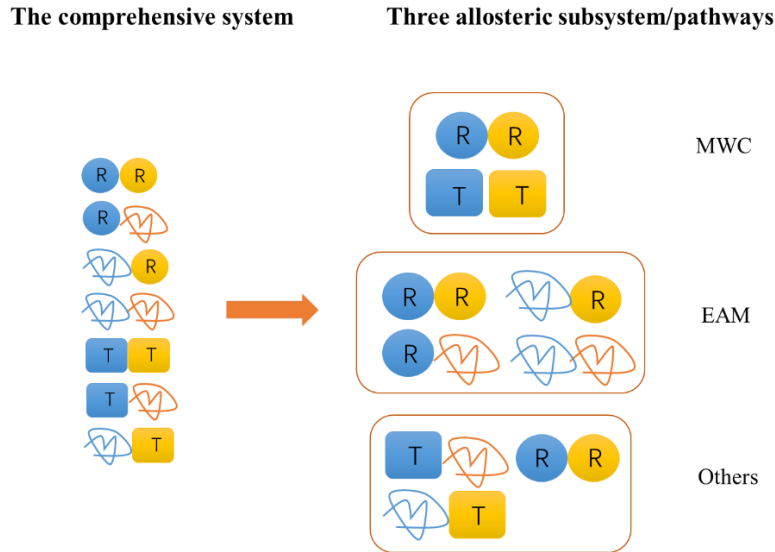 The comprehensive system
Three allosteric subsystem/pathways
R R
R
R
T T
T
T
R R
T T
MWC
R R R
R
EAM
T R R
T
Others